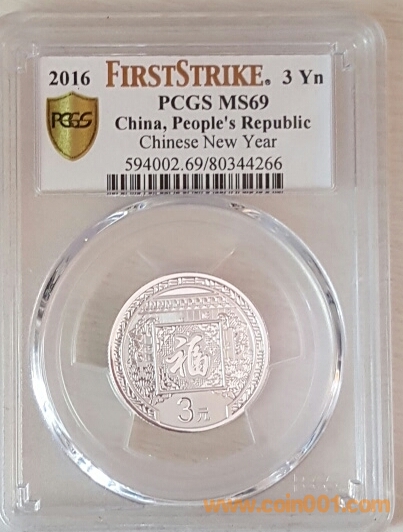 2016 FIRSTSTRIKE® 3 Yn
PCGS
PCGS MS69
China, People's Republic
Chinese New Year
594002.69/80344266
福
3元
PCGS
www.coin001.com